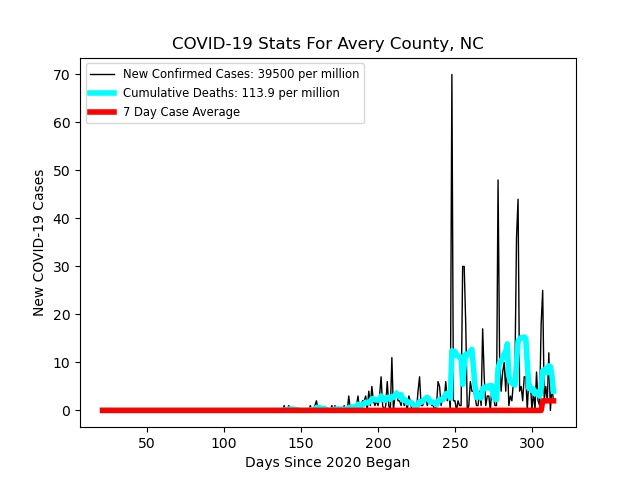 COVID-19 Stats For Avery County, NC
New Confirmed Cases: 39500 per million
Cumulative Deaths: 113.9 per million
7 Day Case Average
New COVID-19 Cases
70
60
50
40
30
20
10
0
50 100 150 200 250 300
Days Since 2020 Began